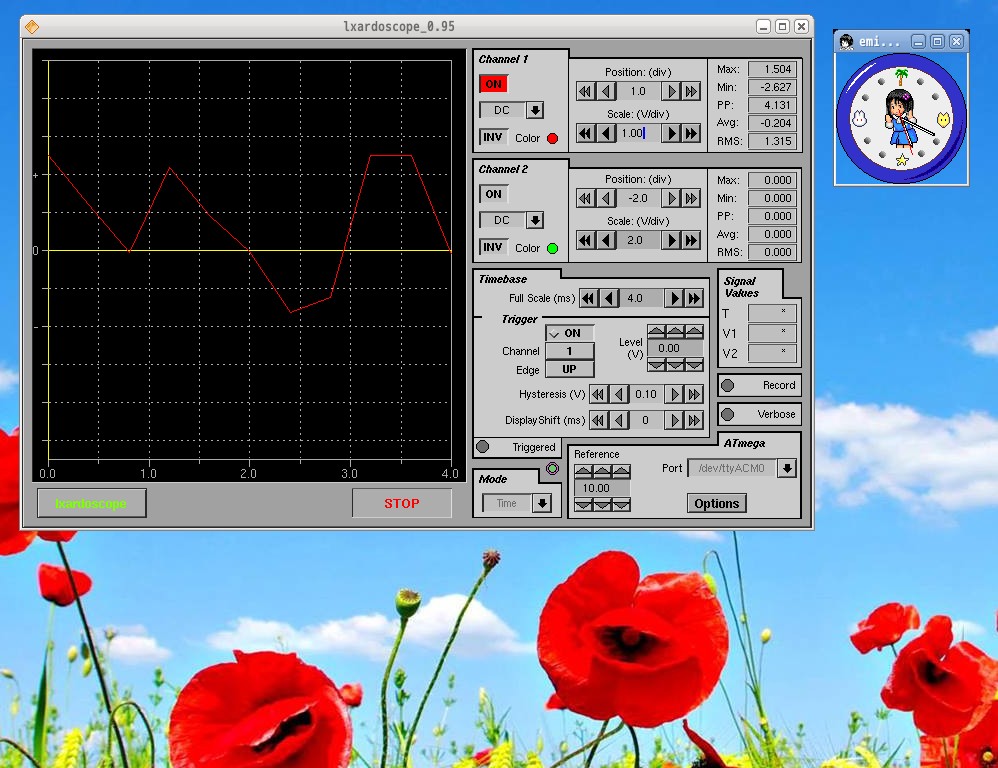 lxardoscope_0.95
emi...
+
0
-
0.0 1.0 2.0 3.0 4.0
lxardoscope
STOP
Channel 1
ON
DC
INV Color
Position: (div)
1.0
Scale: (V/div)
1.00
Max: 1.504
Min: -2.627
PP: 4.131
Avg: -0.204
RMS: 1.315
Channel 2
ON
DC
INV Color
Position: (div)
-2.0
Scale: (V/div)
2.0
Max: 0.000
Min: 0.000
PP: 0.000
Avg: 0.000
RMS: 0.000
Timebase
Full Scale (ms) 4.0
Trigger
ON
Channel 1
Edge UP
Level (V) 0.00
Hysteresis (V) 0.10
DisplayShift (ms) 0
Triggered
Signal
Values
T *
V1 *
V2 *
Record
Verbose
Mode
Time
Reference
10.00
ATmega
Port /dev/ttyACM0
Options